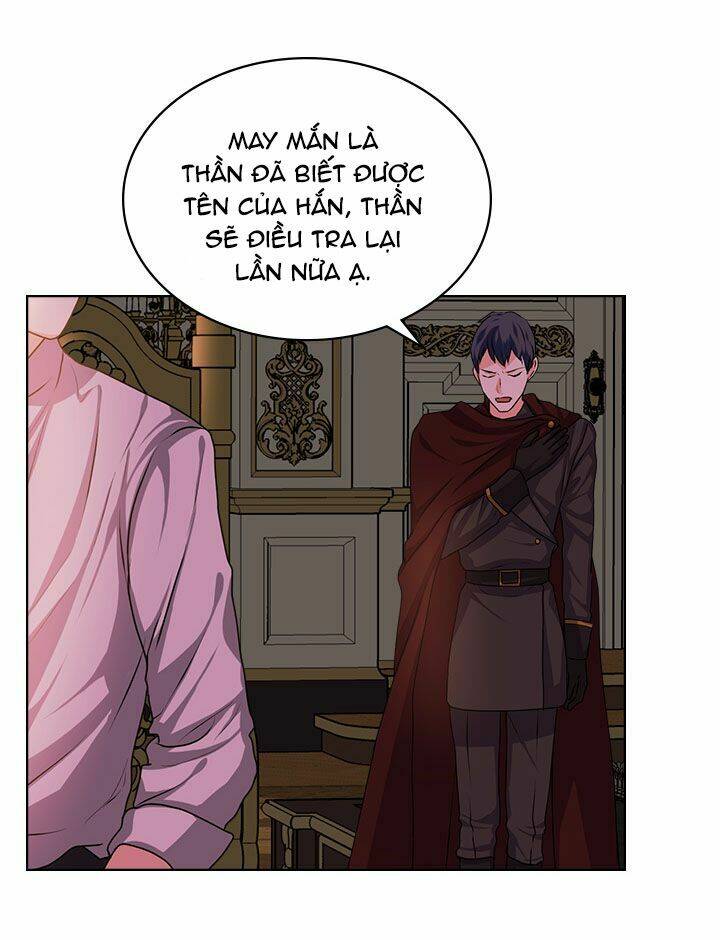 MAY MẮN LÀ
THẦN ĐÃ BIẾT ĐƯỢC
TÊN CỦA HẮN, THẦN
SẼ ĐIỀU TRA LẠI
LẦN NỮA Ạ.